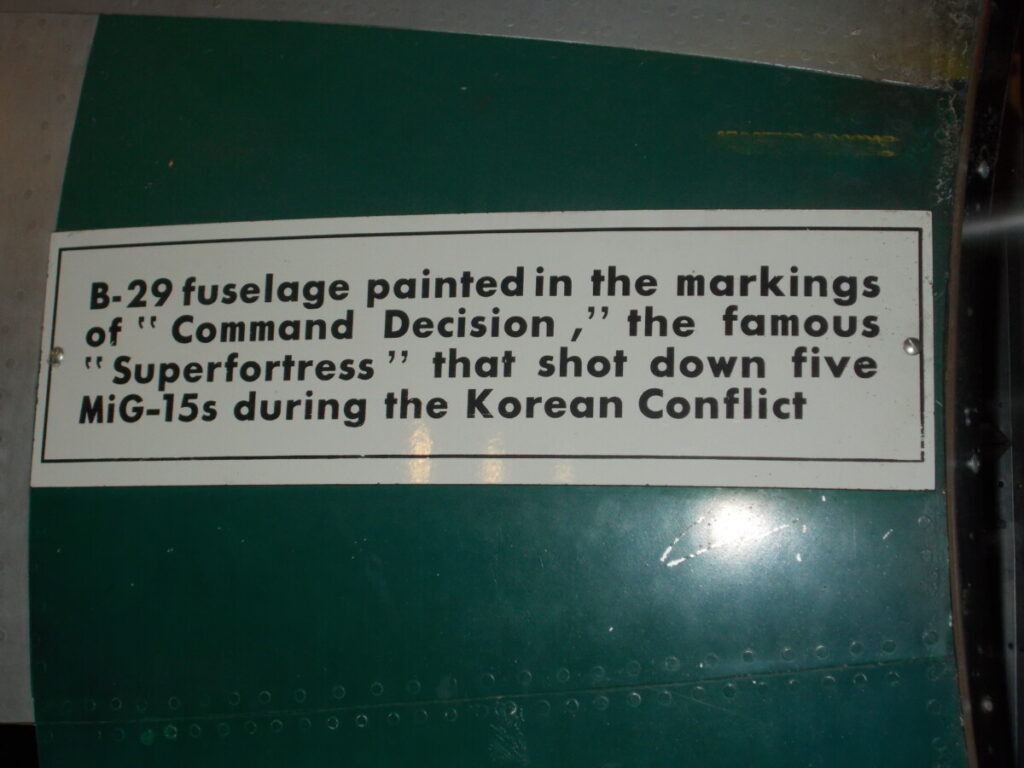 B-29 fuselage painted in the markings
of "Command Decision," the famous
"Superfortress" that shot down five
MiG-15s during the Korean Conflict